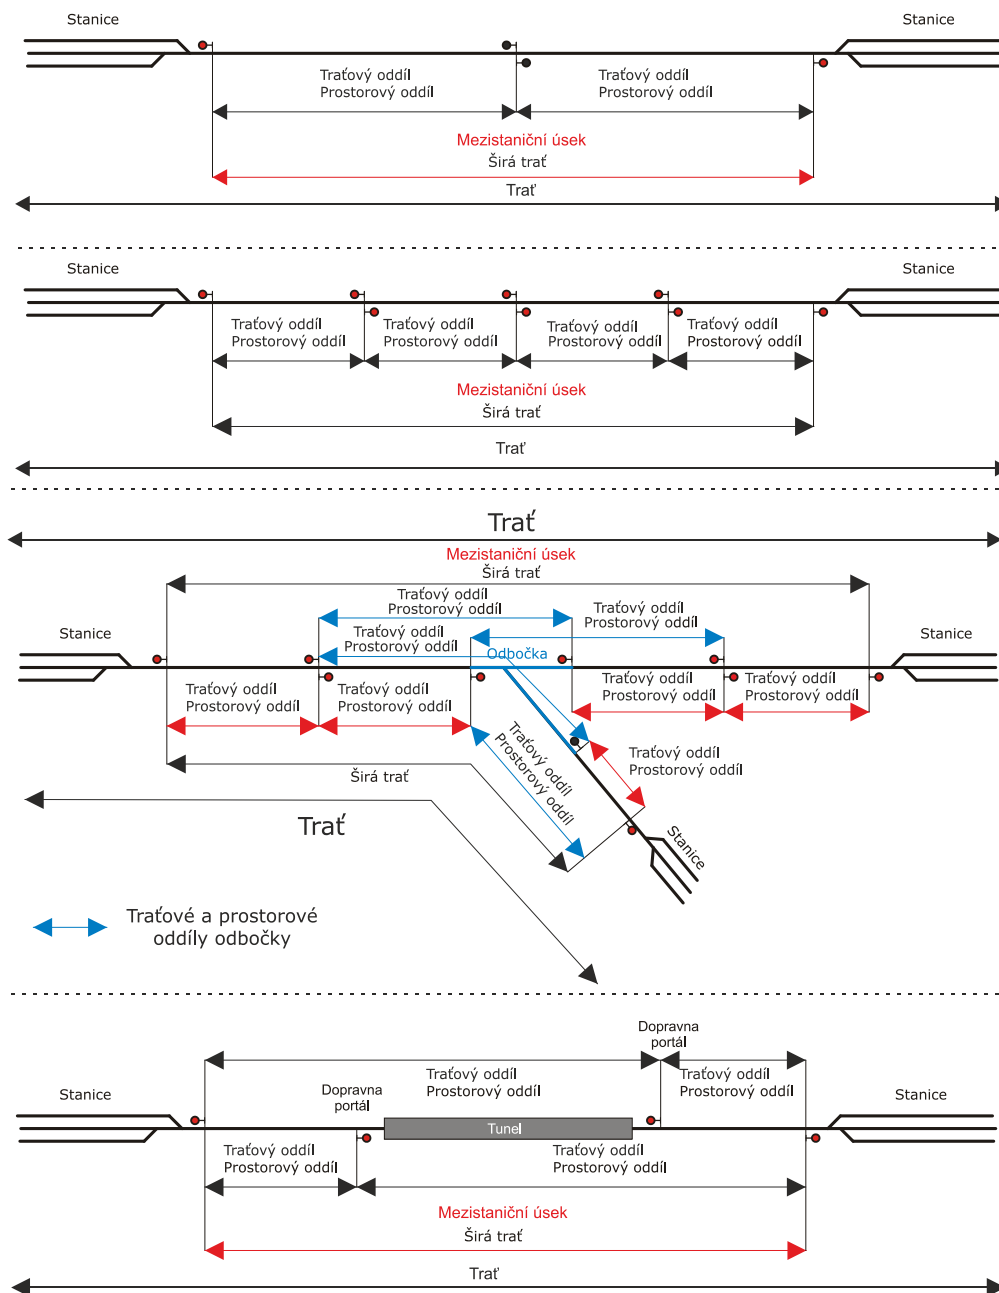 Stanice
Stanice
Traťový oddíl
Prostorový oddíl
Traťový oddíl
Prostorový oddíl
Mezistaniční úsek
Širá trať
Trať
Stanice
Stanice
Traťový oddíl
Prostorový oddíl
Traťový oddíl
Prostorový oddíl
Traťový oddíl
Prostorový oddíl
Traťový oddíl
Prostorový oddíl
Mezistaniční úsek
Širá trať
Trať
Trať
Mezistaniční úsek
Širá trať
Traťový oddíl
Prostorový oddíl
Traťový oddíl
Prostorový oddíl
Traťový oddíl
Prostorový oddíl
Stanice
Stanice
Odbočka
Traťový oddíl
Prostorový oddíl
Traťový oddíl
Prostorový oddíl
Traťový oddíl
Prostorový oddíl
Traťový oddíl
Prostorový oddíl
Traťový oddíl
Prostorový oddíl
Traťový oddíl
Prostorový oddíl
Širá trať
Trať
Stanice
Traťové a prostorové
oddíly odbočky
Dopravna
portál
Traťový oddíl
Prostorový oddíl
Traťový oddíl
Prostorový oddíl
Stanice
Dopravna
portál
Stanice
Tunel
Traťový oddíl
Prostorový oddíl
Traťový oddíl
Prostorový oddíl
Mezistaniční úsek
Širá trať
Trať